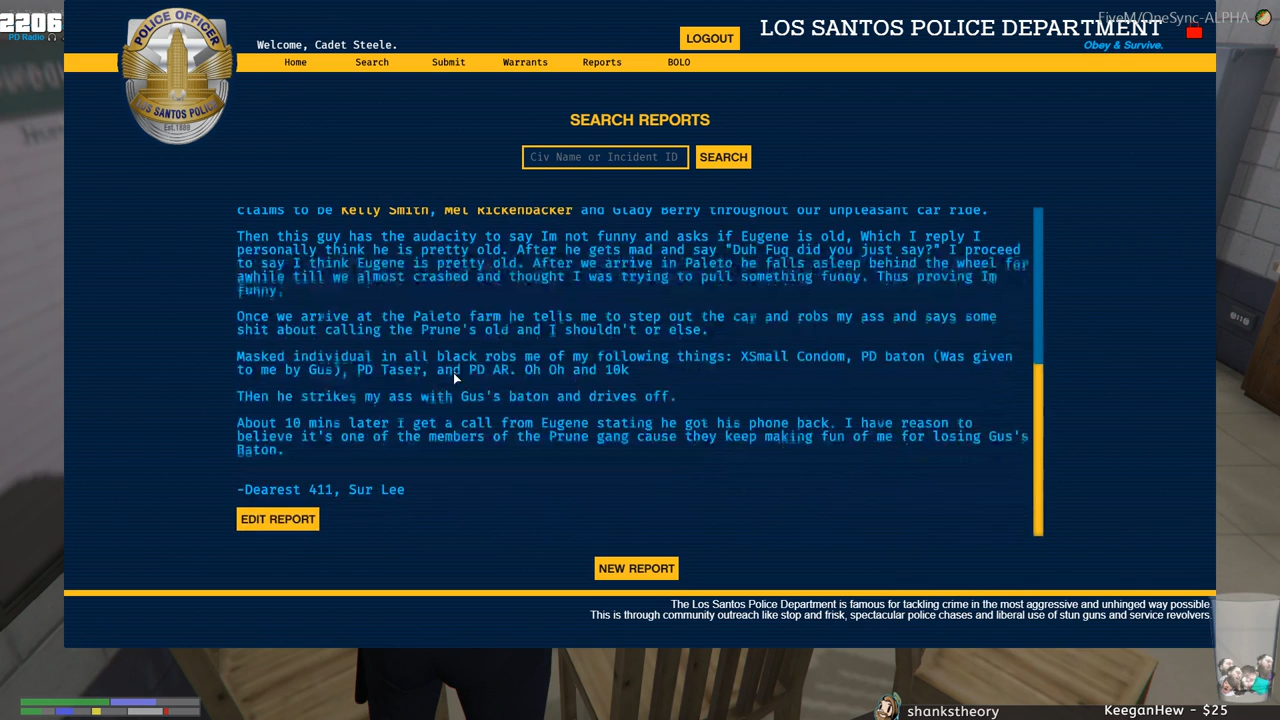 2206
PD Radio
FiveM/OneSync-ALPHA
POLICE OFFICER
LOS SANTOS POLICE
Est.1880
Welcome, Cadet Steele.
LOGOUT
LOS SANTOS POLICE DEPARTMENT
Obey & Survive.
Home Search Submit Warrants Reports BOLO
SEARCH REPORTS
Civ Name or Incident ID SEARCH
claims to be Kelly Smith, Mel Rickenbacker and Glady Berry throughout our unpleasant car ride.
Then this guy has the audacity to say Im not funny and asks if Eugene is old, Which I reply I
personally think he is pretty old. After he gets mad and say "Duh Fuq did you just say?" I proceed
to say I think Eugene is pretty old. After we arrive in Paleto he falls asleep behind the wheel for
awhile till we almost crashed and thought I was trying to pull something funny. Thus proving Im
funny.
Once we arrive at the Paleto farm he tells me to step out the car and robs my ass and says some
shit about calling the Prune's old and I shouldn't or else.
Masked individual in all black robs me of my following things: XSmall Condom, PD baton (Was given
to me by Gus), PD Taser, and PD AR. Oh Oh and 10k
THen he strikes my ass with Gus's baton and drives off.
About 10 mins later I get a call from Eugene stating he got his phone back. I have reason to
believe it's one of the members of the Prune gang cause they keep making fun of me for losing Gus's
Baton.
-Dearest 411, Sur Lee
EDIT REPORT
NEW REPORT
The Los Santos Police Department is famous for tackling crime in the most aggressive and unhinged way possible.
This is through community outreach like stop and frisk, spectacular police chases and liberal use of stun guns and service revolvers.
shankstheory
KeeganHew - $25